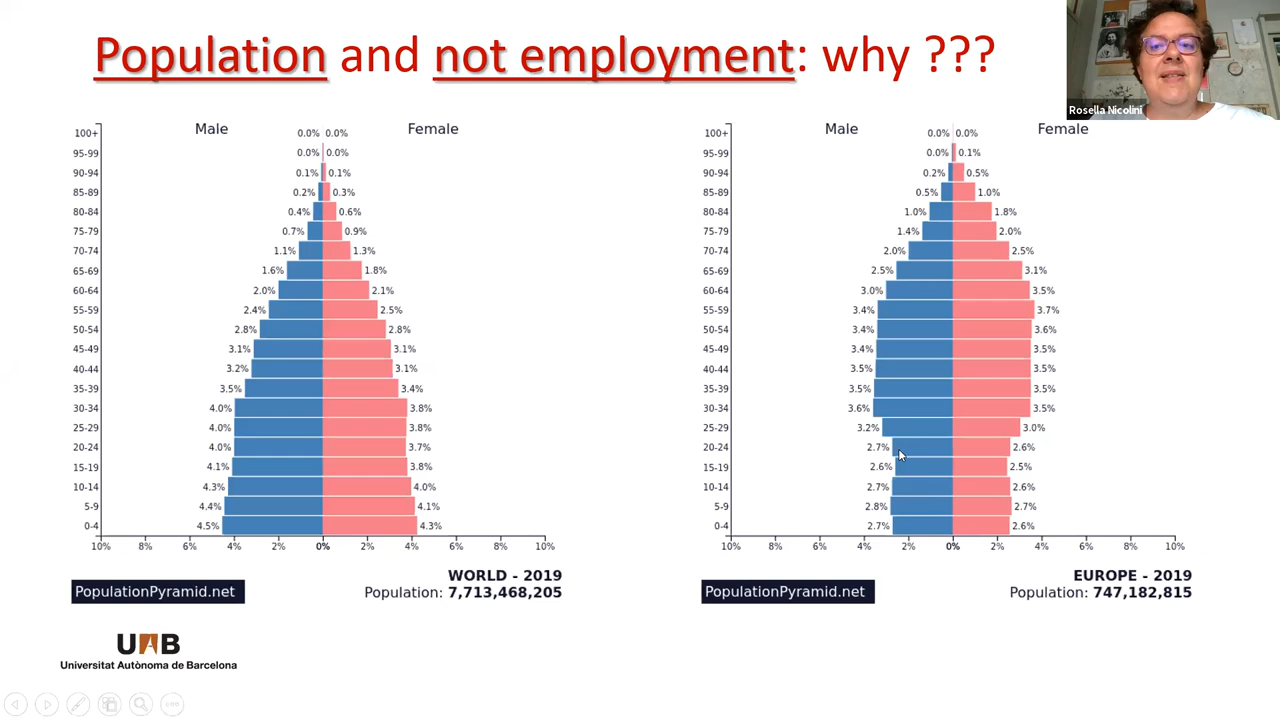 Population and not employment: why ???
Rosella Nicolini
Male Female
100+ 0.0% 0.0%
95-99 0.0% 0.0%
90-94 0.1% 0.1%
85-89 0.2% 0.3%
80-84 0.4% 0.6%
75-79 0.7% 0.9%
70-74 1.1% 1.3%
65-69 1.6% 1.8%
60-64 2.0% 2.1%
55-59 2.4% 2.5%
50-54 2.8% 2.8%
45-49 3.1% 3.1%
40-44 3.2% 3.1%
35-39 3.5% 3.4%
30-34 4.0% 3.8%
25-29 4.0% 3.8%
20-24 4.0% 3.7%
15-19 4.1% 3.8%
10-14 4.3% 4.0%
5-9 4.4% 4.1%
0-4 4.5% 4.3%
10% 8% 6% 4% 2% 0% 2% 4% 6% 8% 10%
WORLD - 2019
PopulationPyramid.net Population: 7,713,468,205
Male Female
100+ 0.0% 0.0%
95-99 0.0% 0.1%
90-94 0.2% 0.5%
85-89 0.5% 1.0%
80-84 1.0% 1.8%
75-79 1.4% 2.0%
70-74 2.0% 2.5%
65-69 2.5% 3.1%
60-64 3.0% 3.5%
55-59 3.4% 3.7%
50-54 3.4% 3.6%
45-49 3.4% 3.5%
40-44 3.5% 3.5%
35-39 3.5% 3.5%
30-34 3.6% 3.5%
25-29 3.2% 3.0%
20-24 2.7% 2.6%
15-19 2.6% 2.5%
10-14 2.7% 2.6%
5-9 2.8% 2.7%
0-4 2.7% 2.6%
10% 8% 6% 4% 2% 0% 2% 4% 6% 8% 10%
EUROPE - 2019
PopulationPyramid.net Population: 747,182,815
UAB
Universitat Autònoma de Barcelona